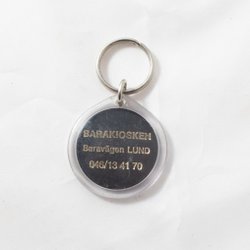 BARAKIOSKEN
Baravägen LUND
046/13 41 70